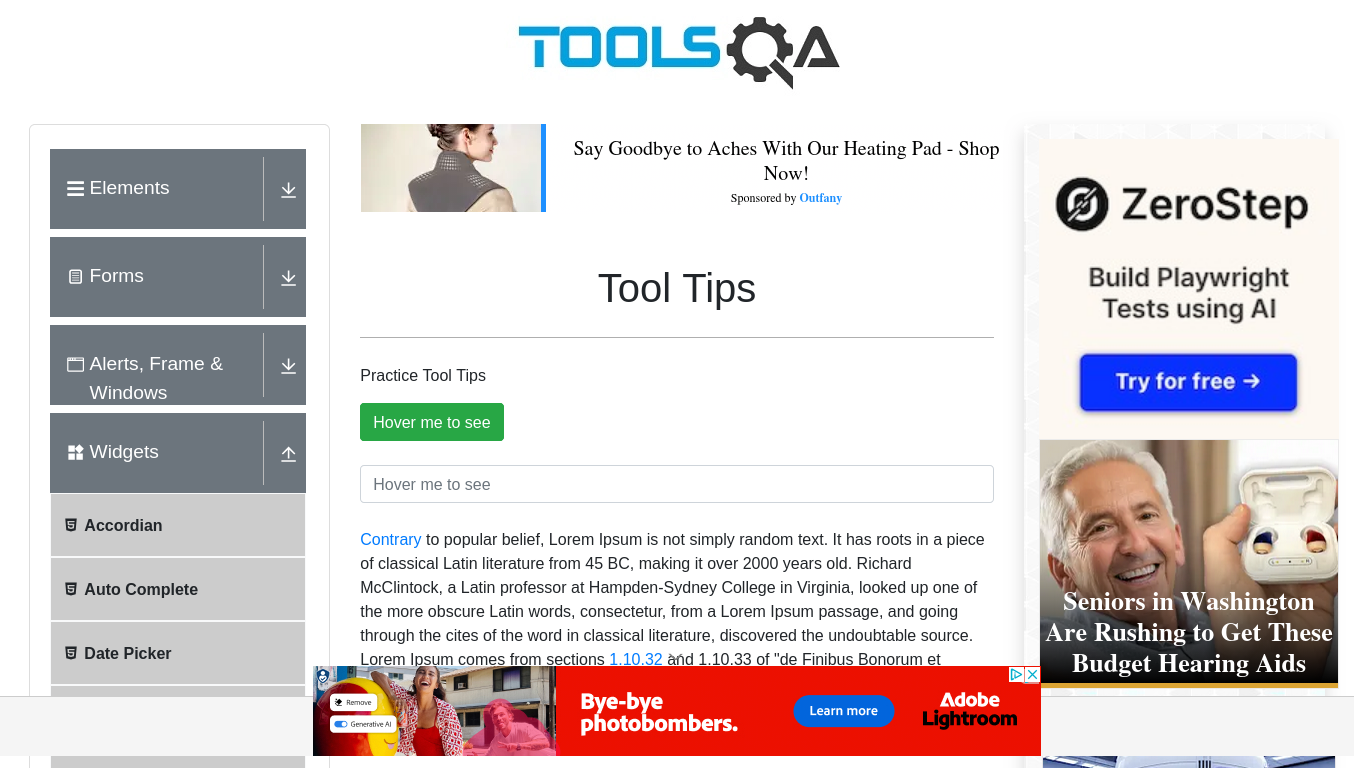 TOOLSQA
Elements
Forms
Alerts, Frame &
Windows
Widgets
Accordian
Auto Complete
Date Picker
Say Goodbye to Aches With Our Heating Pad - Shop
Now!
Sponsored by Outfany
Tool Tips
Practice Tool Tips
Hover me to see
Hover me to see
Contrary to popular belief, Lorem Ipsum is not simply random text. It has roots in a piece
of classical Latin literature from 45 BC, making it over 2000 years old. Richard
McClintock, a Latin professor at Hampden-Sydney College in Virginia, looked up one of
the more obscure Latin words, consectetur, from a Lorem Ipsum passage, and going
through the cites of the word in classical literature, discovered the undoubtable source.
Lorem Ipsum comes from sections 1.10.32 and 1.10.33 of "de Finibus Bonorum et
ZeroStep
Build Playwright
Tests using AI
Try for free →
Seniors in Washington
Are Rushing to Get These
Budget Hearing Aids
Remove
Generative AI
Bye-bye
photobombers.
Learn more
Adobe
Lightroom